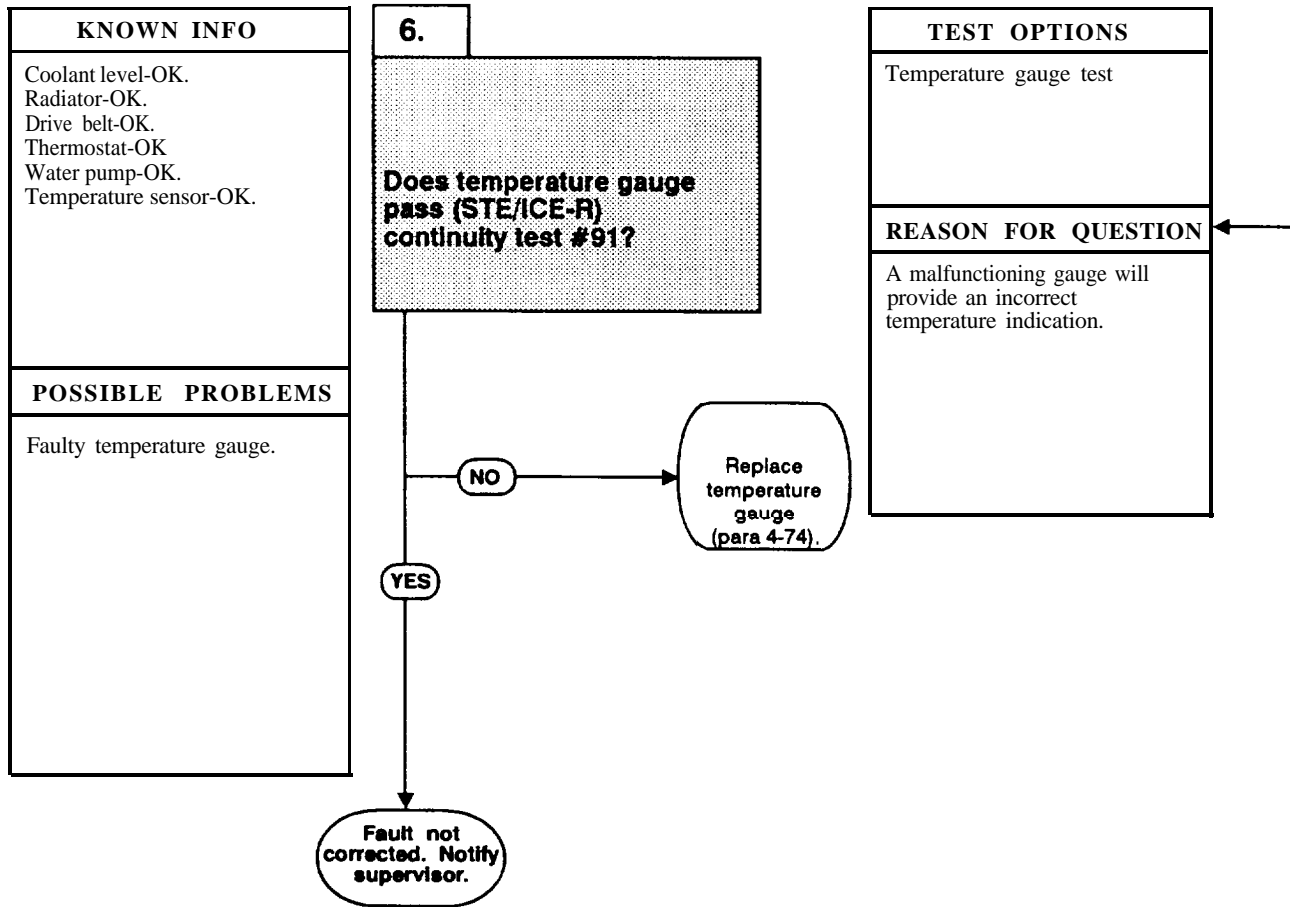 KNOWN INFO
Coolant level-OK.
Radiator-OK.
Drive belt-OK.
Thermostat-OK
Water pump-OK.
Temperature sensor-OK.
POSSIBLE PROBLEMS
Faulty temperature gauge.
6.
Does temperature gauge
pass (STE/ICE-R)
continuity test #91?
NO
Replace
temperature
gauge
(para 4-74).
YES
Fault not
corrected. Notify
supervisor.
TEST OPTIONS
Temperature gauge test
REASON FOR QUESTION
A malfunctioning gauge will
provide an incorrect
temperature indication.